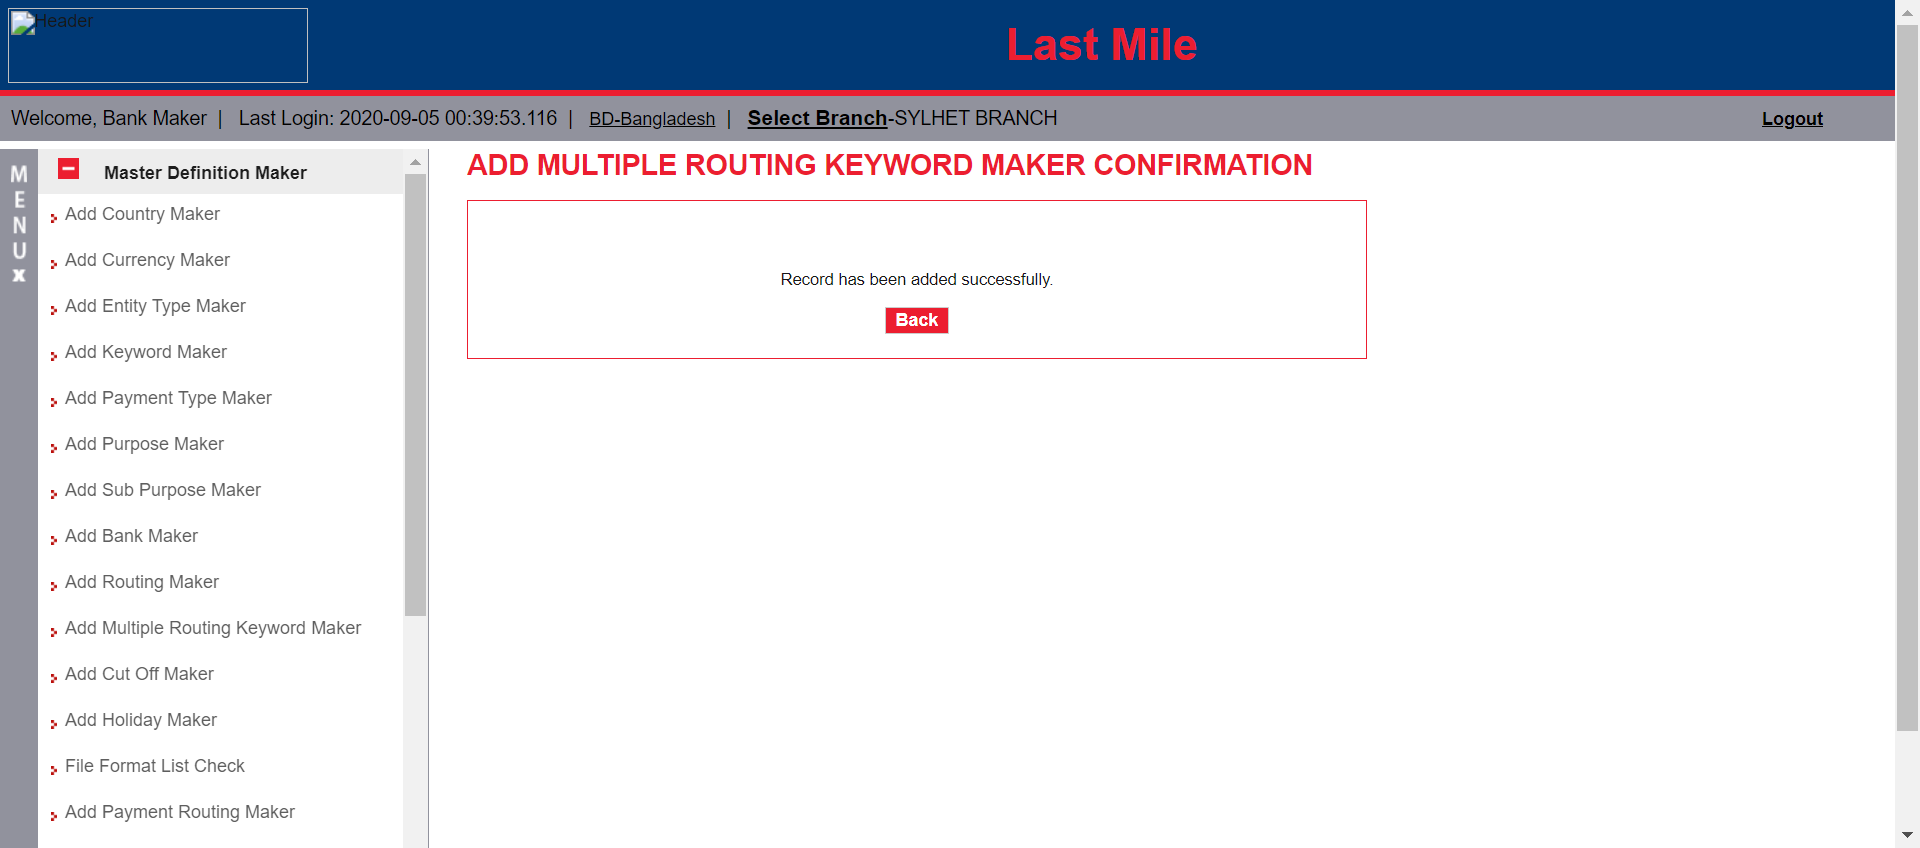 Header
Last Mile
Welcome, Bank Maker | Last Login: 2020-09-05 00:39:53.116 | BD-Bangladesh | Select Branch-SYLHET BRANCH Logout
M
E
N
U
x
Master Definition Maker
Add Country Maker
Add Currency Maker
Add Entity Type Maker
Add Keyword Maker
Add Payment Type Maker
Add Purpose Maker
Add Sub Purpose Maker
Add Bank Maker
Add Routing Maker
Add Multiple Routing Keyword Maker
Add Cut Off Maker
Add Holiday Maker
File Format List Check
Add Payment Routing Maker
ADD MULTIPLE ROUTING KEYWORD MAKER CONFIRMATION
Record has been added successfully.
Back